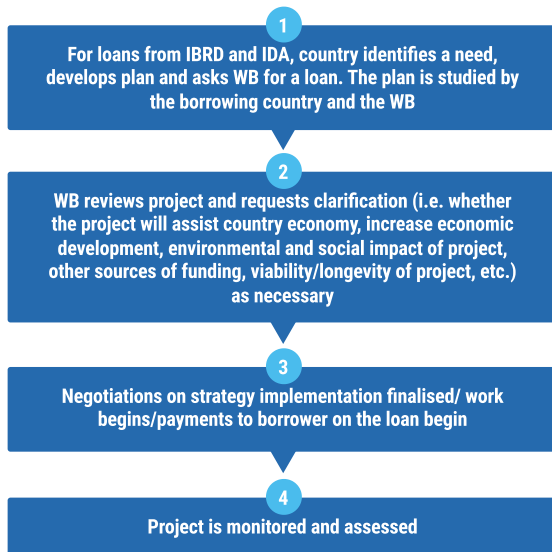 1
For loans from IBRD and IDA, country identifies a need,
develops plan and asks WB for a loan. The plan is studied by
the borrowing country and the WB
2
WB reviews project and requests clarification (i.e. whether
the project will assist country economy, increase economic
development, environmental and social impact of project,
other sources of funding, viability/longevity of project, etc.)
as necessary
3
Negotiations on strategy implementation finalised/ work
begins/payments to borrower on the loan begin
4
Project is monitored and assessed